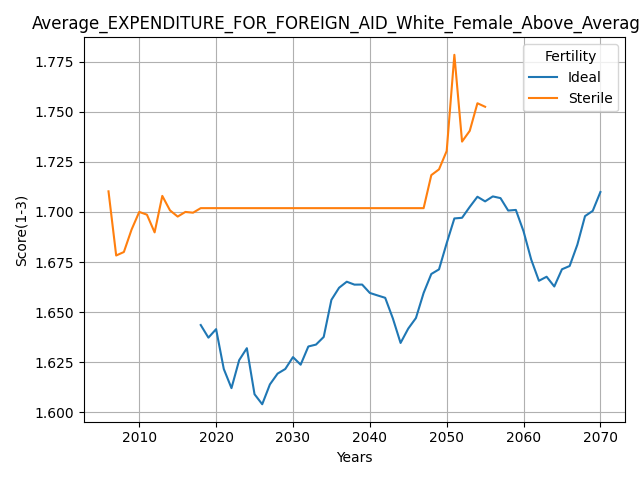 Average_EXPENDITURE_FOR_FOREIGN_AID_White_Female_Above_Averag
Fertility
Ideal
Sterile
Score(1-3)
1.775
1.750
1.725
1.700
1.675
1.650
1.625
1.600
2010 2020 2030 2040 2050 2060 2070
Years